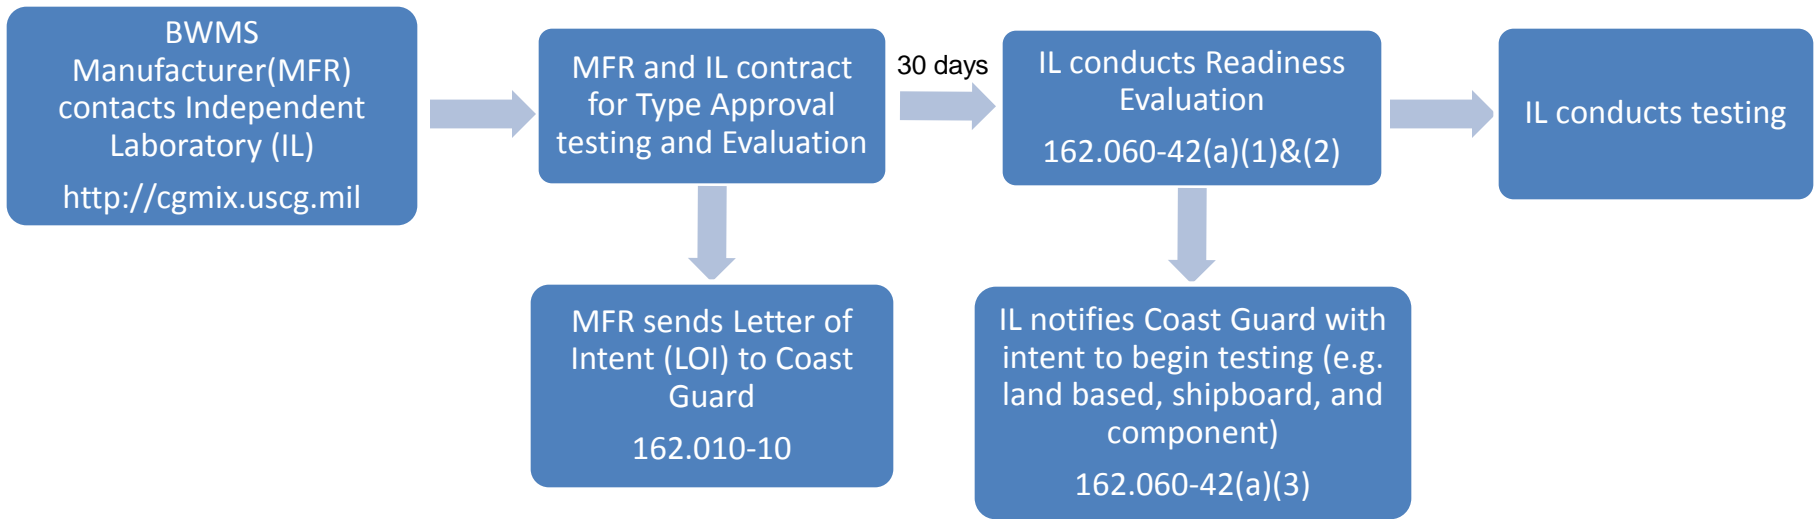 BWMS
Manufacturer(MFR)
contacts Independent
Laboratory (IL)
http://cgmix.uscg.mil
MFR and IL contract
for Type Approval
testing and Evaluation
30 days
IL conducts Readiness
Evaluation
162.060-42(a)(1)&(2)
IL conducts testing
MFR sends Letter of
Intent (LOI) to Coast
Guard
162.010-10
IL notifies Coast Guard with
intent to begin testing (e.g.
land based, shipboard, and
component)
162.060-42(a)(3)